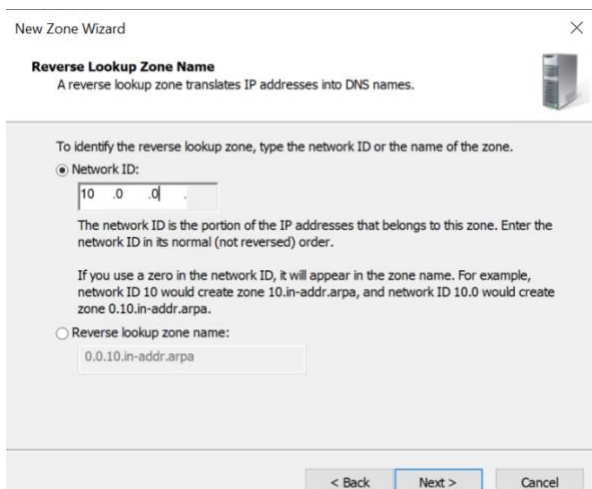 New Zone Wizard
Reverse Lookup Zone Name
A reverse lookup zone translates IP addresses into DNS names.
To identify the reverse lookup zone, type the network ID or the name of the zone.
Network ID:
10 .0 .0 .
The network ID is the portion of the IP addresses that belongs to this zone. Enter the
network ID in its normal (not reversed) order.
If you use a zero in the network ID, it will appear in the zone name. For example,
network ID 10 would create zone 10.in-addr.arpa, and network ID 10.0 would create
zone 0.10.in-addr.arpa.
Reverse lookup zone name:
0.0.10.in-addr.arpa
< Back Next > Cancel